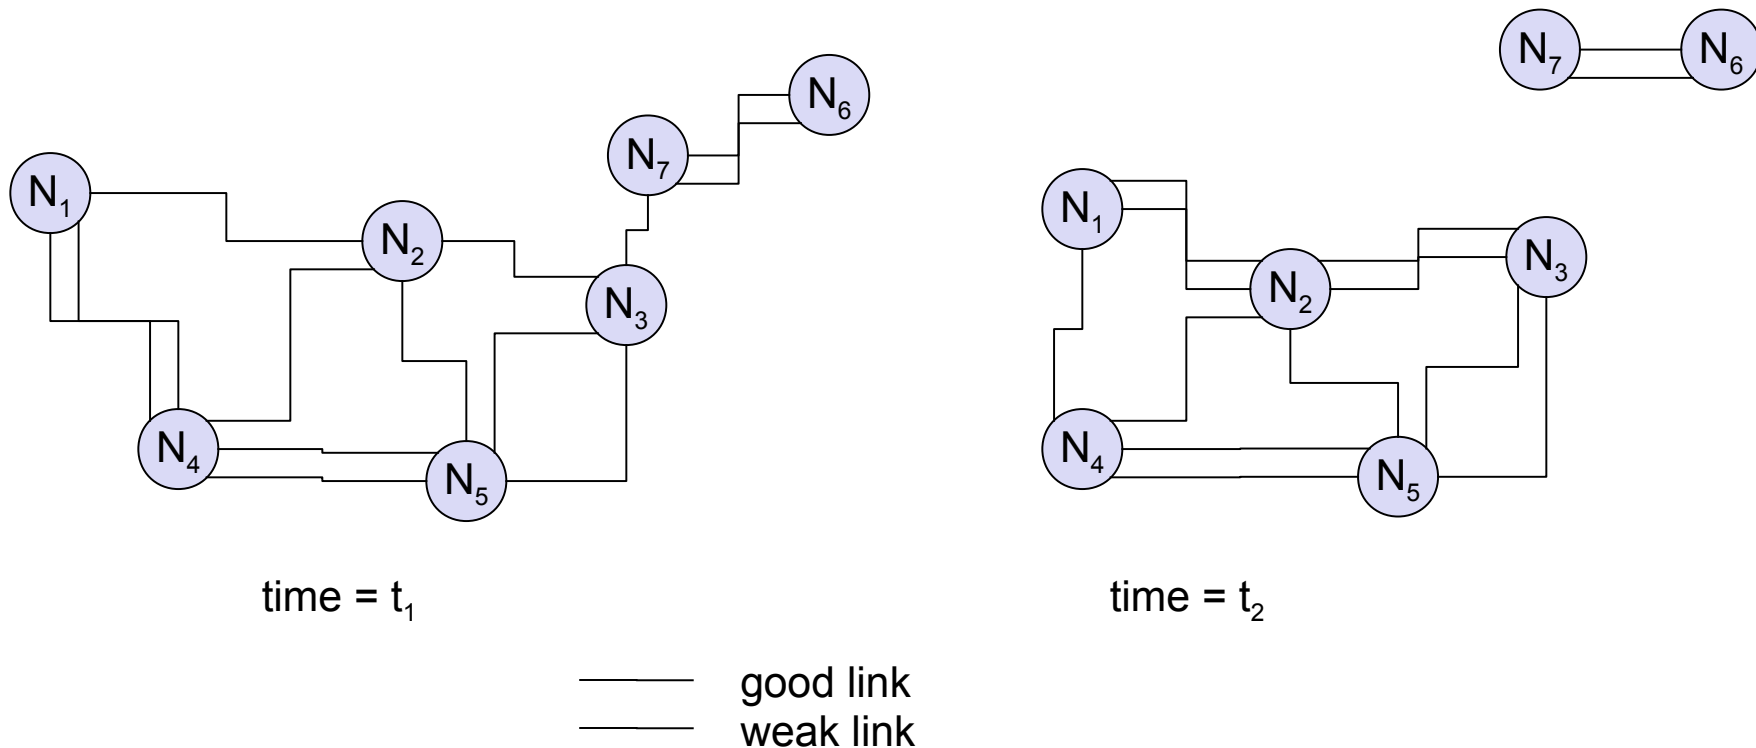 N₇ N₆
N₆
N₇
N₁
N₁
N₂
N₃
N₂
N₃
N₄
N₄
N₅
N₅
time = t₁ time = t₂
good link
weak link